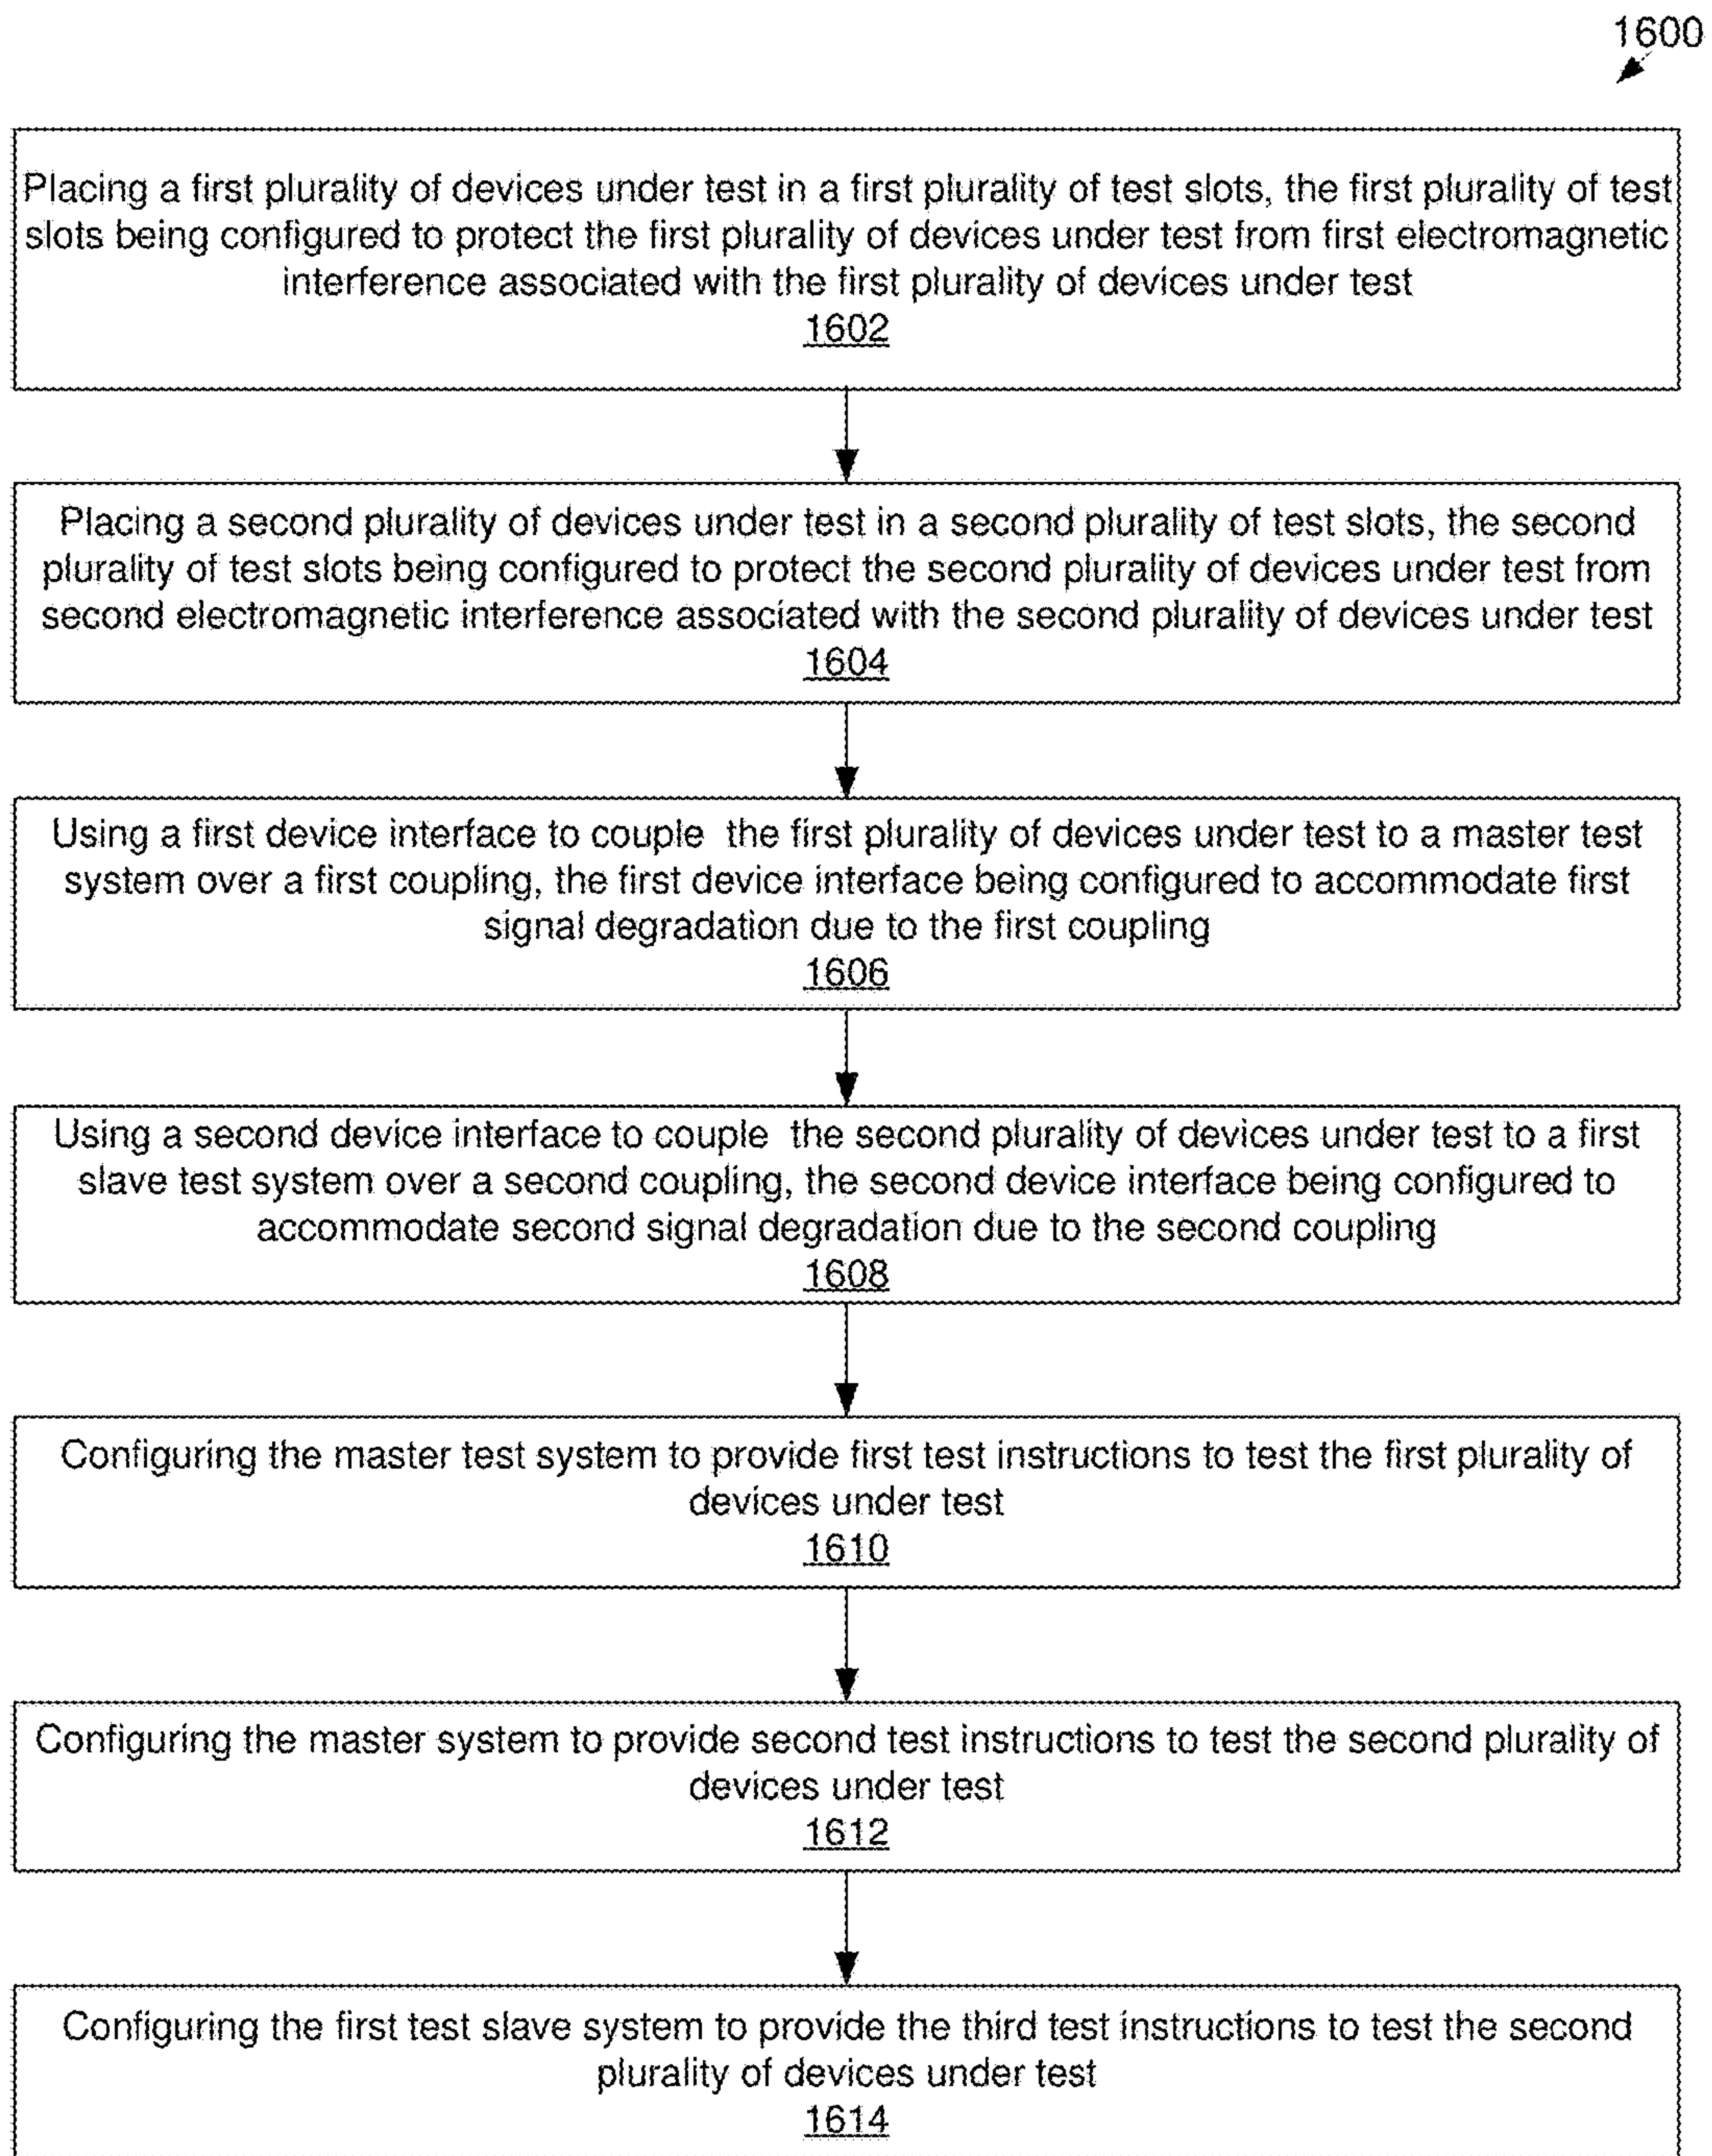 1600
Placing a first plurality of devices under test in a first plurality of test slots, the first plurality of test
slots being configured to protect the first plurality of devices under test from first electromagnetic
interference associated with the first plurality of devices under test
1602
Placing a second plurality of devices under test in a second plurality of test slots, the second
plurality of test slots being configured to protect the second plurality of devices under test from
second electromagnetic interference associated with the second plurality of devices under test
1604
Using a first device interface to couple the first plurality of devices under test to a master test
system over a first coupling, the first device interface being configured to accommodate first
signal degradation due to the first coupling
1606
Using a second device interface to couple the second plurality of devices under test to a first
slave test system over a second coupling, the second device interface being configured to
accommodate second signal degradation due to the second coupling
1608
Configuring the master test system to provide first test instructions to test the first plurality of
devices under test
1610
Configuring the master system to provide second test instructions to test the second plurality of
devices under test
1612
Configuring the first test slave system to provide the third test instructions to test the second
plurality of devices under test
1614